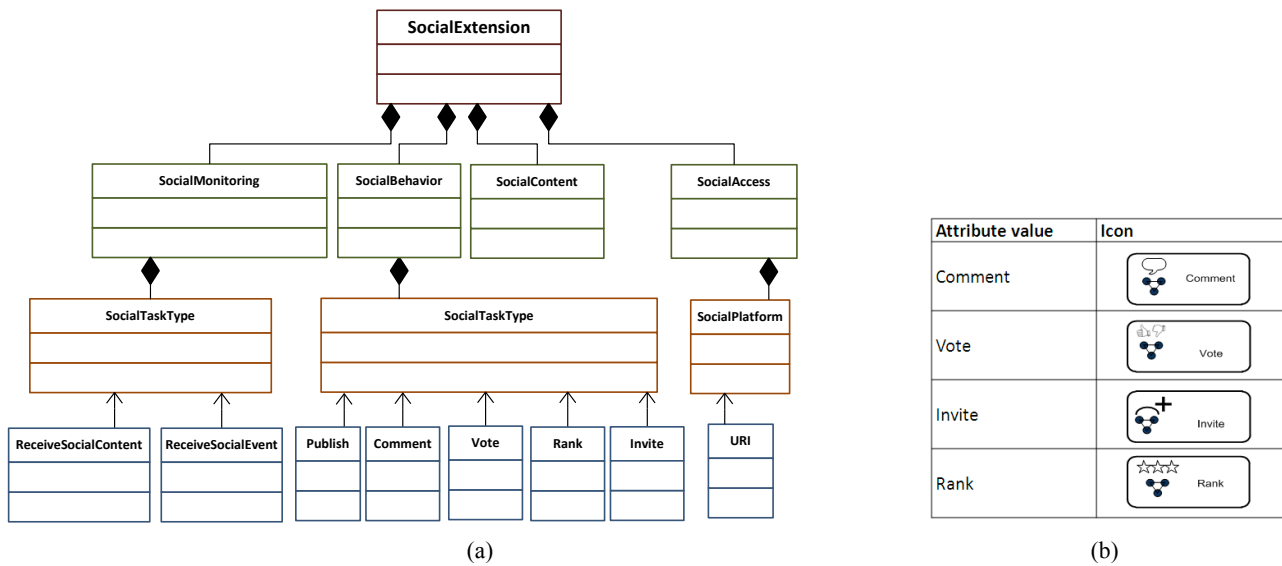 SocialExtension
SocialMonitoring
SocialBehavior
SocialContent
SocialAccess
SocialTaskType
SocialTaskType
SocialPlatform
ReceiveSocialContent
ReceiveSocialEvent
Publish
Comment
Vote
Rank
Invite
URI
(a)
Attribute value Icon
Comment Comment
Vote Vote
Invite Invite
Rank Rank
(b)